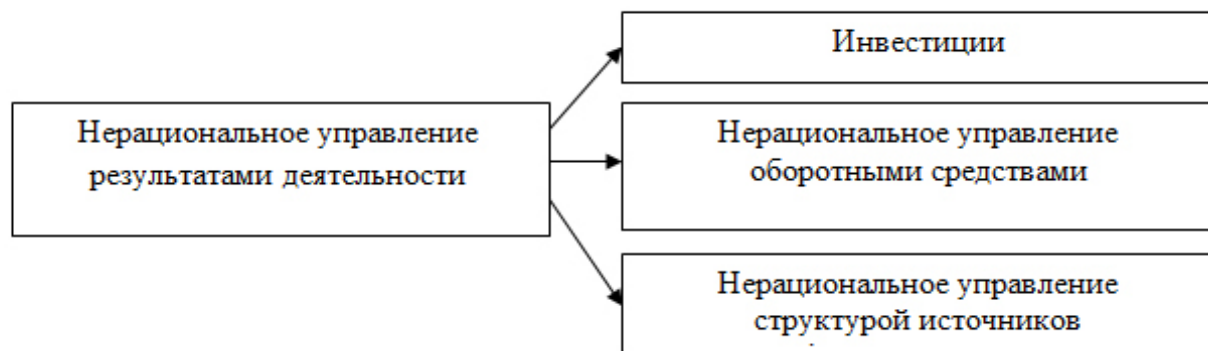 Инвестиции
Нерациональное управление
результатами деятельности
Нерациональное управление
оборотными средствами
Нерациональное управление
структурой источников